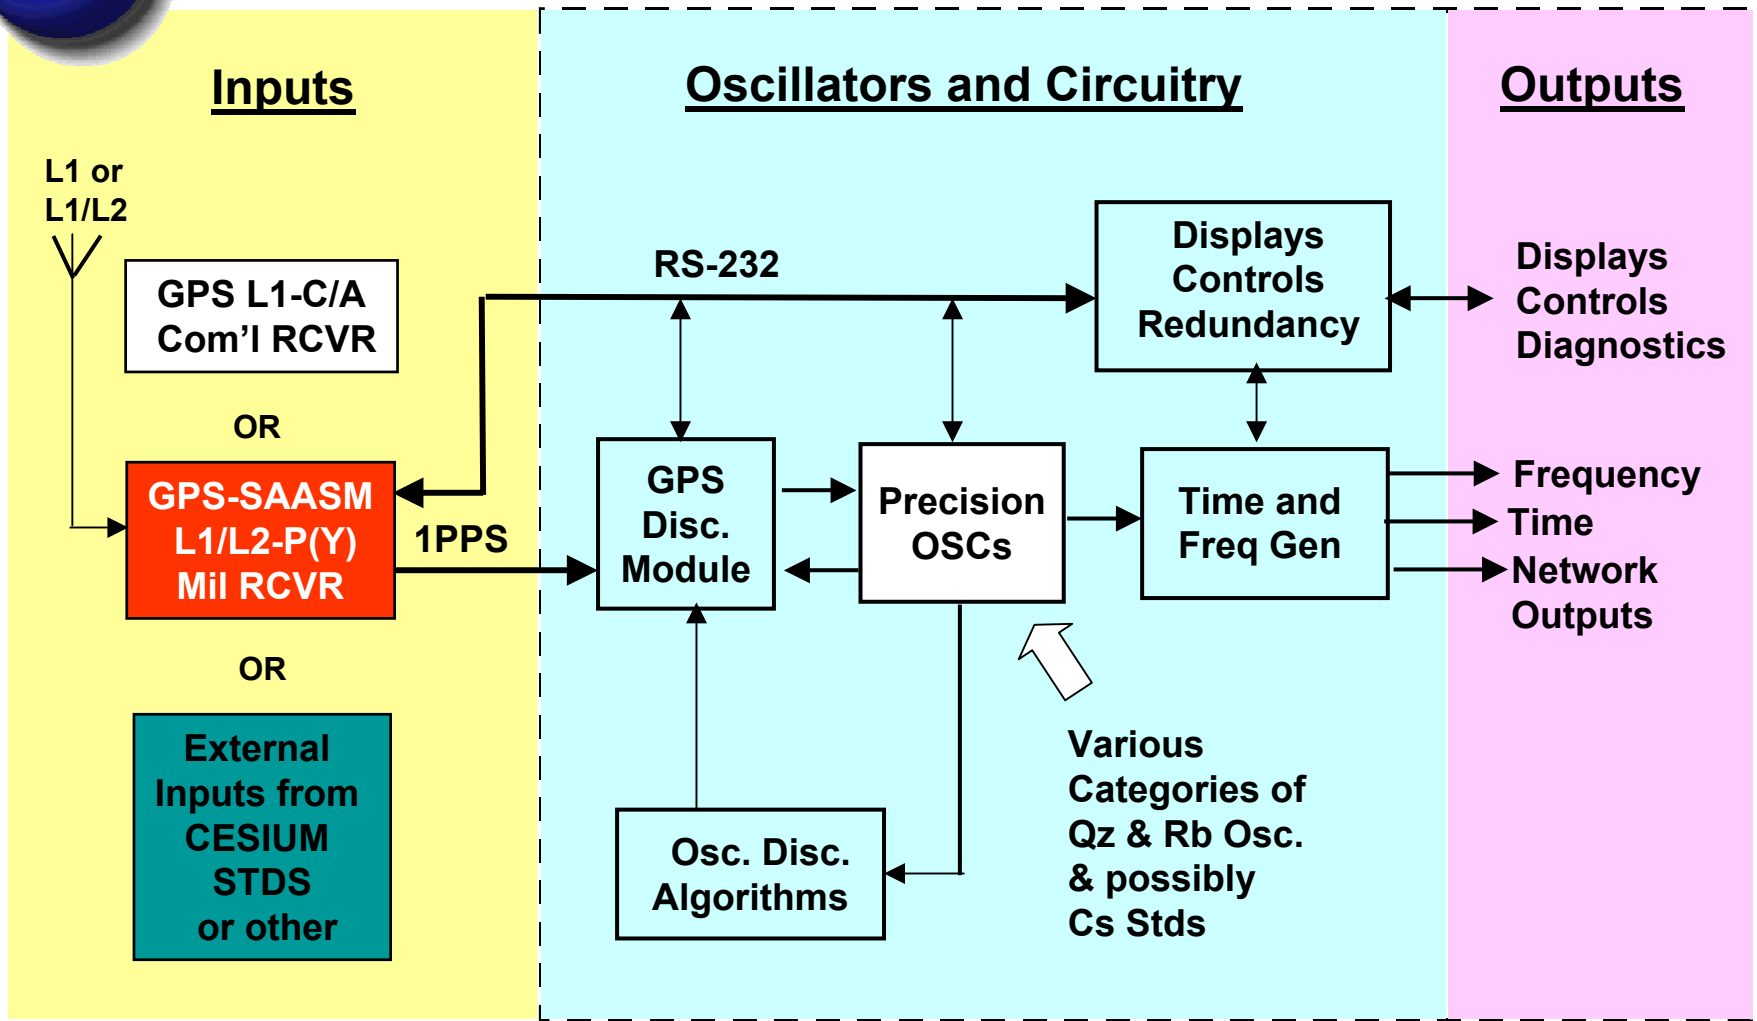 Inputs
Oscillators and Circuitry
Outputs
L1 or
L1/L2
GPS L1-C/A
Com’l RCVR
OR
GPS-SAASM
L1/L2-P(Y)
Mil RCVR
OR
External
Inputs from
CESIUM
STDS
or other
RS-232
1PPS
GPS
Disc.
Module
Precision
OSCs
Displays
Controls
Redundancy
Time and
Freq Gen
Osc. Disc.
Algorithms
Various
Categories of
Qz & Rb Osc.
& possibly
Cs Stds
Displays
Controls
Diagnostics
Frequency
Time
Network
Outputs